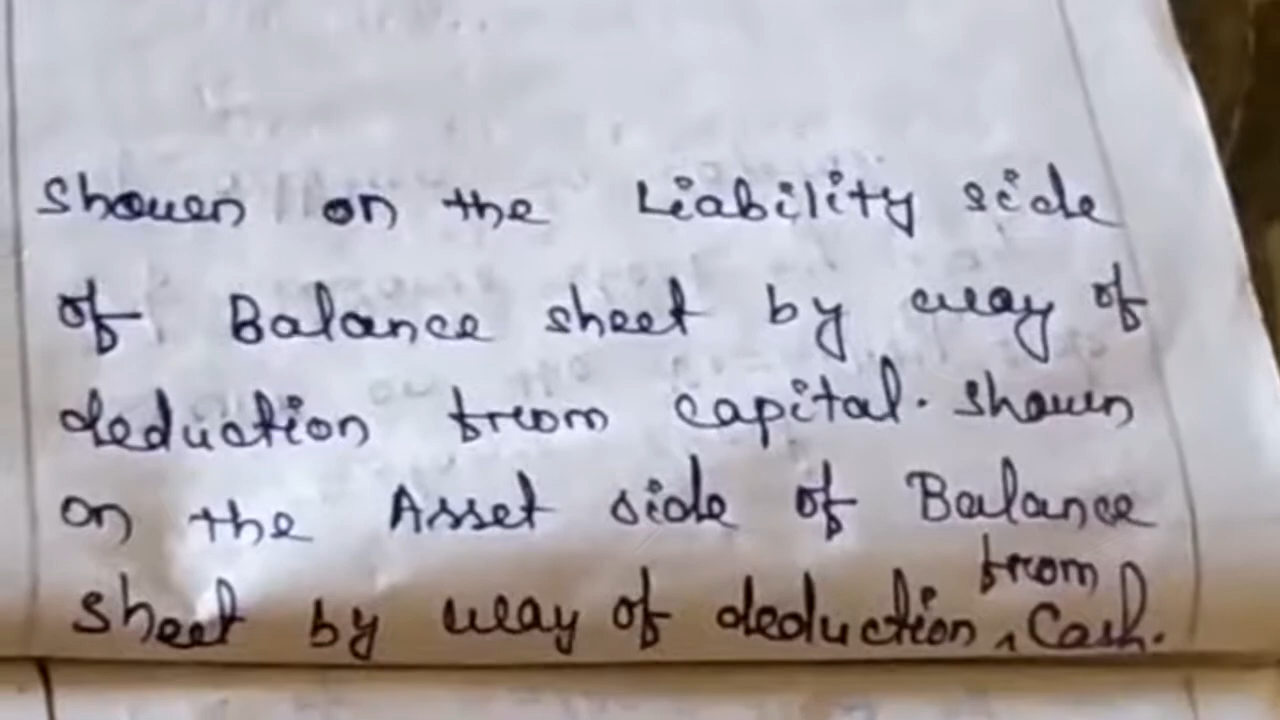 shown on the Liability side
of Balance sheet by way of
deduction from capital. shown
on the Asset side of Balance
sheet by way of deduction from Cash.